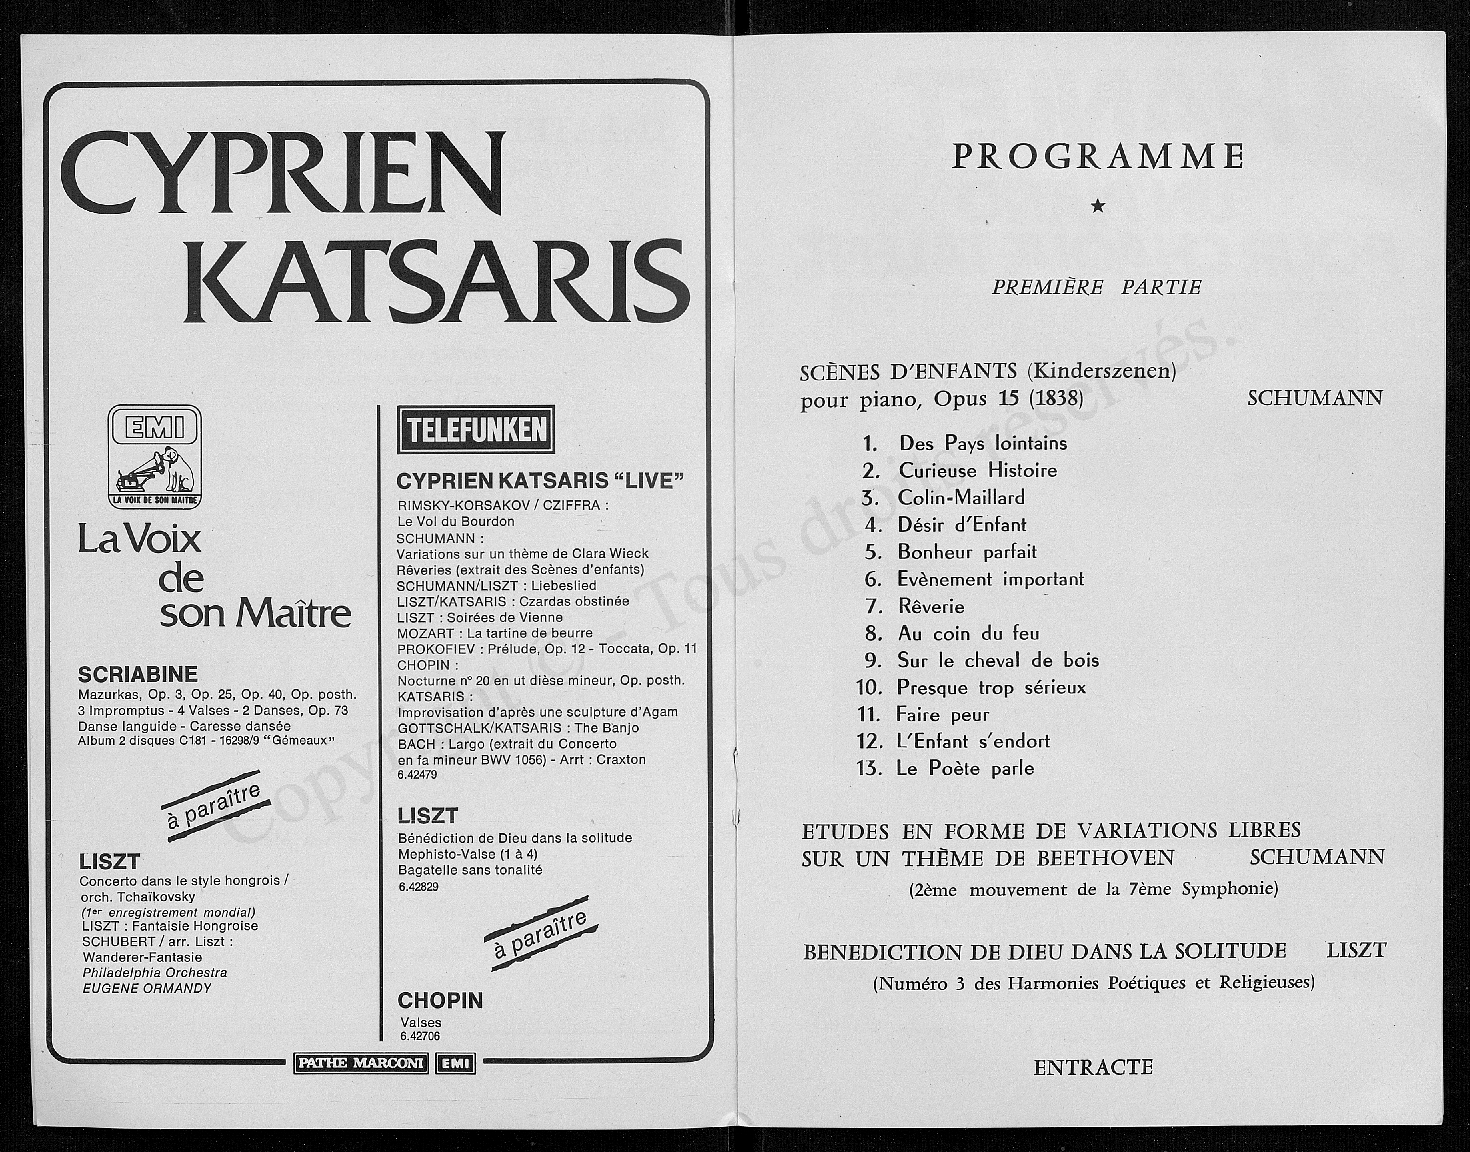 CYPRIEN
KATSARIS
EMI
LA VOIX DE SON MAITRE
La Voix
de
son Maître
SCRIABINE
Mazurkas, Op. 3, Op. 25, Op. 40, Op. posth.
3 Impromptus - 4 Valses - 2 Danses, Op. 73
Danse languide - Caresse dansée
Album 2 disques C181 - 16298/9 "Gémeaux"
à paraître
LISZT
Concerto dans le style hongrois /
orch. Tchaïkovsky
(1er enregistrement mondial)
LISZT : Fantaisie Hongroise
SCHUBERT / arr. Liszt :
Wanderer-Fantasie
Philadelphia Orchestra
EUGENE ORMANDY
TELEFUNKEN
CYPRIEN KATSARIS "LIVE"
RIMSKY-KORSAKOV / CZIFFRA :
Le Vol du Bourdon
SCHUMANN :
Variations sur un thème de Clara Wieck
Rêveries (extrait des Scènes d'enfants)
SCHUMANN/LISZT : Liebeslied
LISZT/KATSARIS : Czardas obstinée
LISZT : Soirées de Vienne
MOZART : La tartine de beurre
PROKOFIEV : Prélude, Op. 12 - Toccata, Op. 11
CHOPIN :
Nocturne n° 20 en ut dièse mineur, Op. posth.
KATSARIS :
Improvisation d'après une sculpture d'Agam
GOTTSCHALK/KATSARIS : The Banjo
BACH : Largo (extrait du Concerto
en fa mineur BWV 1056) - Arrt : Craxton
6.42479
LISZT
Bénédiction de Dieu dans la solitude
Mephisto-Valse (1 à 4)
Bagatelle sans tonalité
6.42829
à paraître
CHOPIN
Valses
6.42706
PATHE MARCONI EMI
PROGRAMME
★
PREMIÈRE PARTIE
SCÈNES D'ENFANTS (Kinderszenen)
pour piano, Opus 15 (1838) SCHUMANN
1. Des Pays lointains
2. Curieuse Histoire
3. Colin-Maillard
4. Désir d'Enfant
5. Bonheur parfait
6. Evènement important
7. Rêverie
8. Au coin du feu
9. Sur le cheval de bois
10. Presque trop sérieux
11. Faire peur
12. L'Enfant s'endort
13. Le Poète parle
ETUDES EN FORME DE VARIATIONS LIBRES
SUR UN THÈME DE BEETHOVEN SCHUMANN
(2ème mouvement de la 7ème Symphonie)
BENEDICTION DE DIEU DANS LA SOLITUDE LISZT
(Numéro 3 des Harmonies Poétiques et Religieuses)
ENTRACTE
Copyright © - Tous droits réservés.